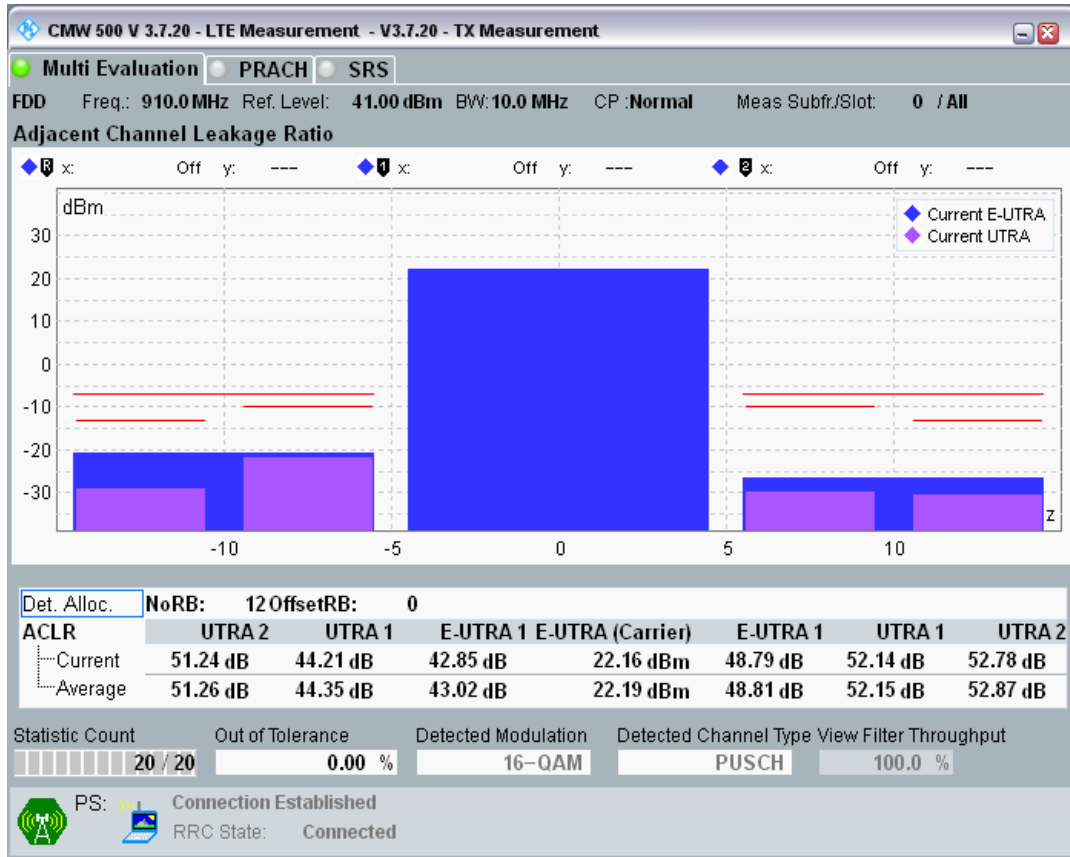 CMW 500 V 3.7.20 - LTE Measurement - V3.7.20 - TX Measurement
Multi Evaluation PRACH SRS
FDD Freq.: 910.0 MHz Ref. Level: 41.00 dBm BW: 10.0 MHz CP :Normal Meas Subfr./Slot: 0 / All
Adjacent Channel Leakage Ratio
R x: Off y: --- 1 x: Off y: --- 2 x: Off y: ---
dBm
Current E-UTRA
Current UTRA
30
20
10
0
-10
-20
-30
z
-10 -5 0 5 10
Det. Alloc. NoRB: 12 OffsetRB: 0
ACLR UTRA 2 UTRA 1 E-UTRA 1 E-UTRA (Carrier) E-UTRA 1 UTRA 1 UTRA 2
Current 51.24 dB 44.21 dB 42.85 dB 22.16 dBm 48.79 dB 52.14 dB 52.78 dB
Average 51.26 dB 44.35 dB 43.02 dB 22.19 dBm 48.81 dB 52.15 dB 52.87 dB
Statistic Count Out of Tolerance Detected Modulation Detected Channel Type View Filter Throughput
20 / 20 0.00 % 16-QAM PUSCH 100.0 %
PS: Connection Established
RRC State: Connected